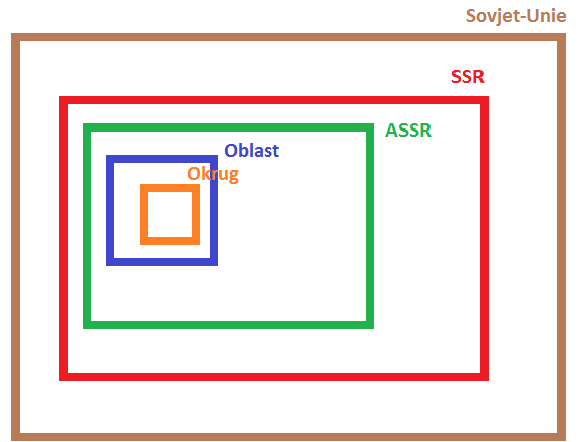 Sovjet-Unie
SSR
ASSR
Oblast
Okrug